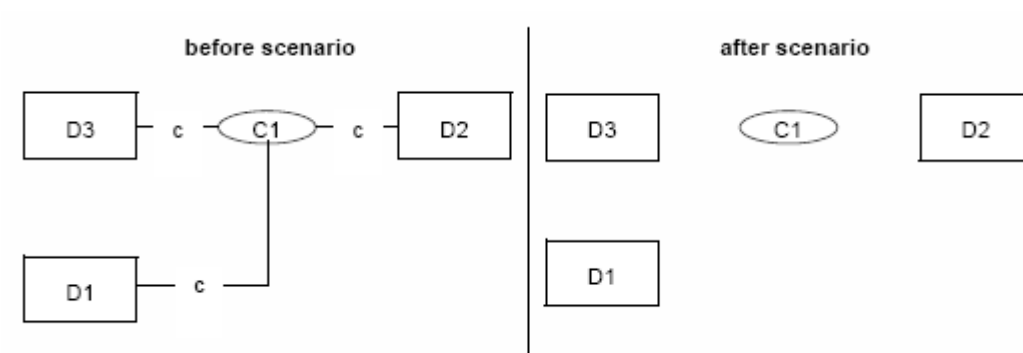 before scenario
D3 c C1 c D2
D1 c
after scenario
D3 C1 D2
D1